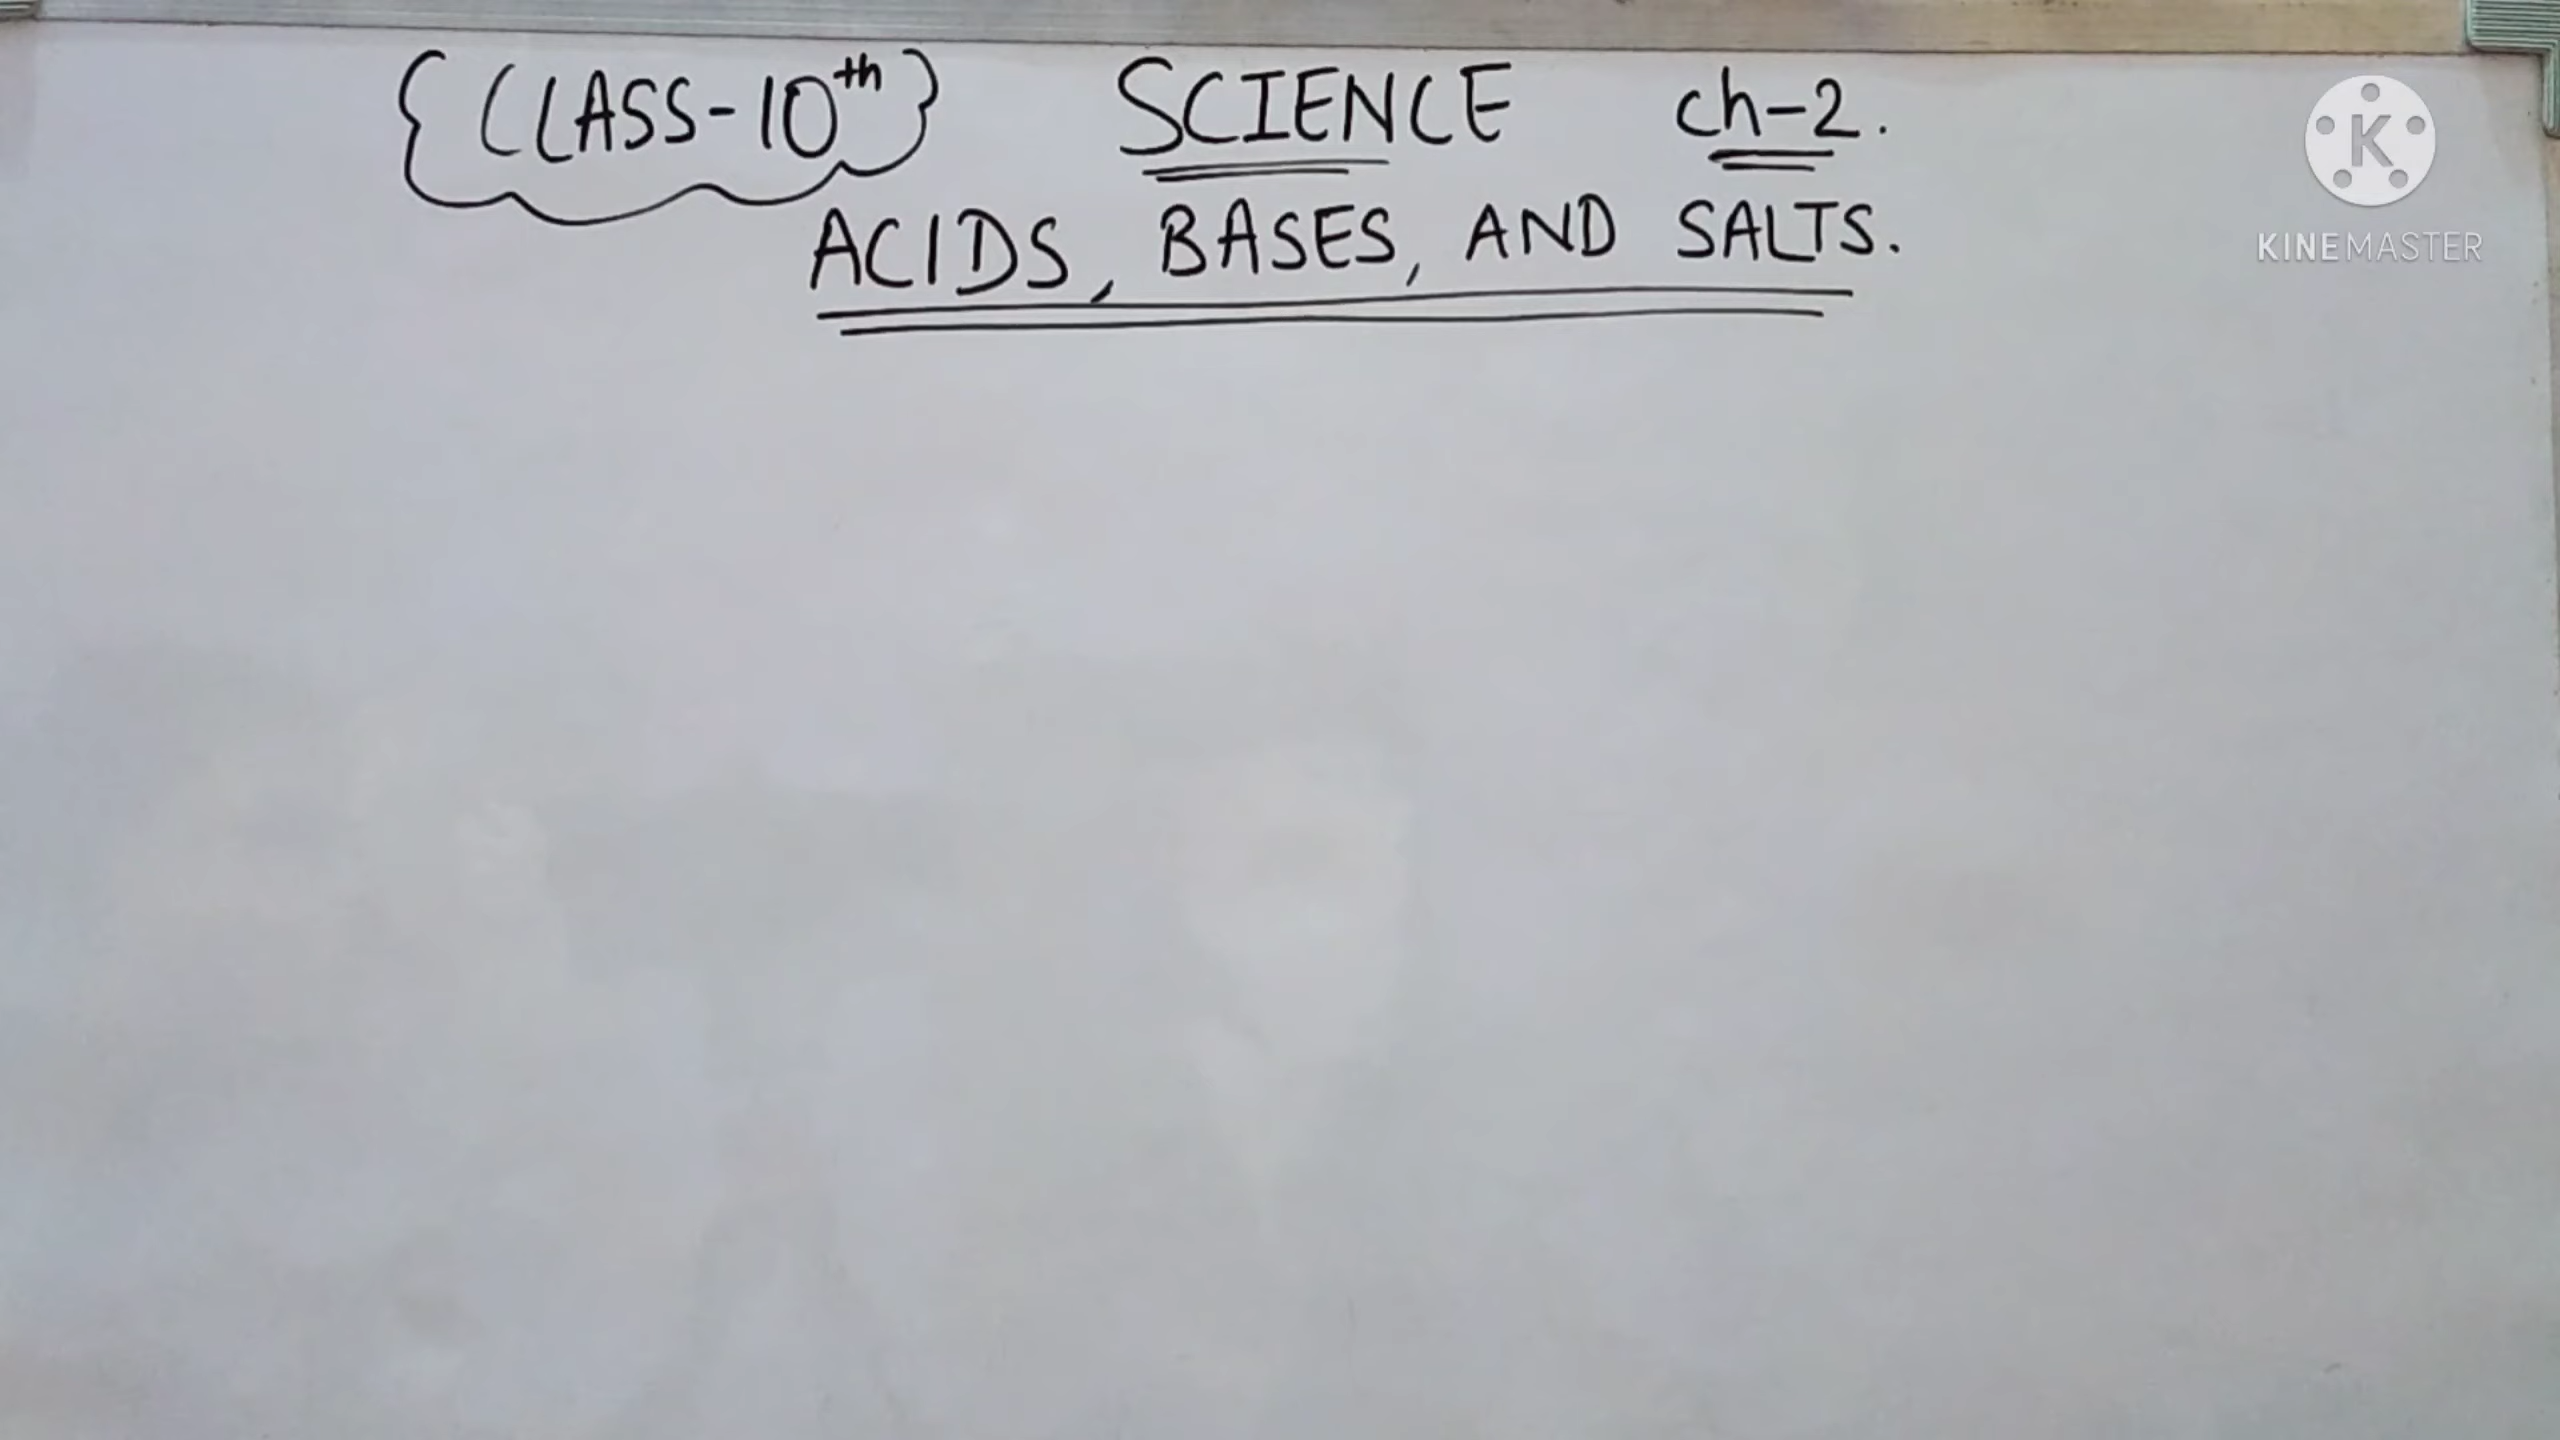 {CLASS-10th} SCIENCE ch-2.
ACIDS, BASES, AND SALTS.
K
KINEMASTER